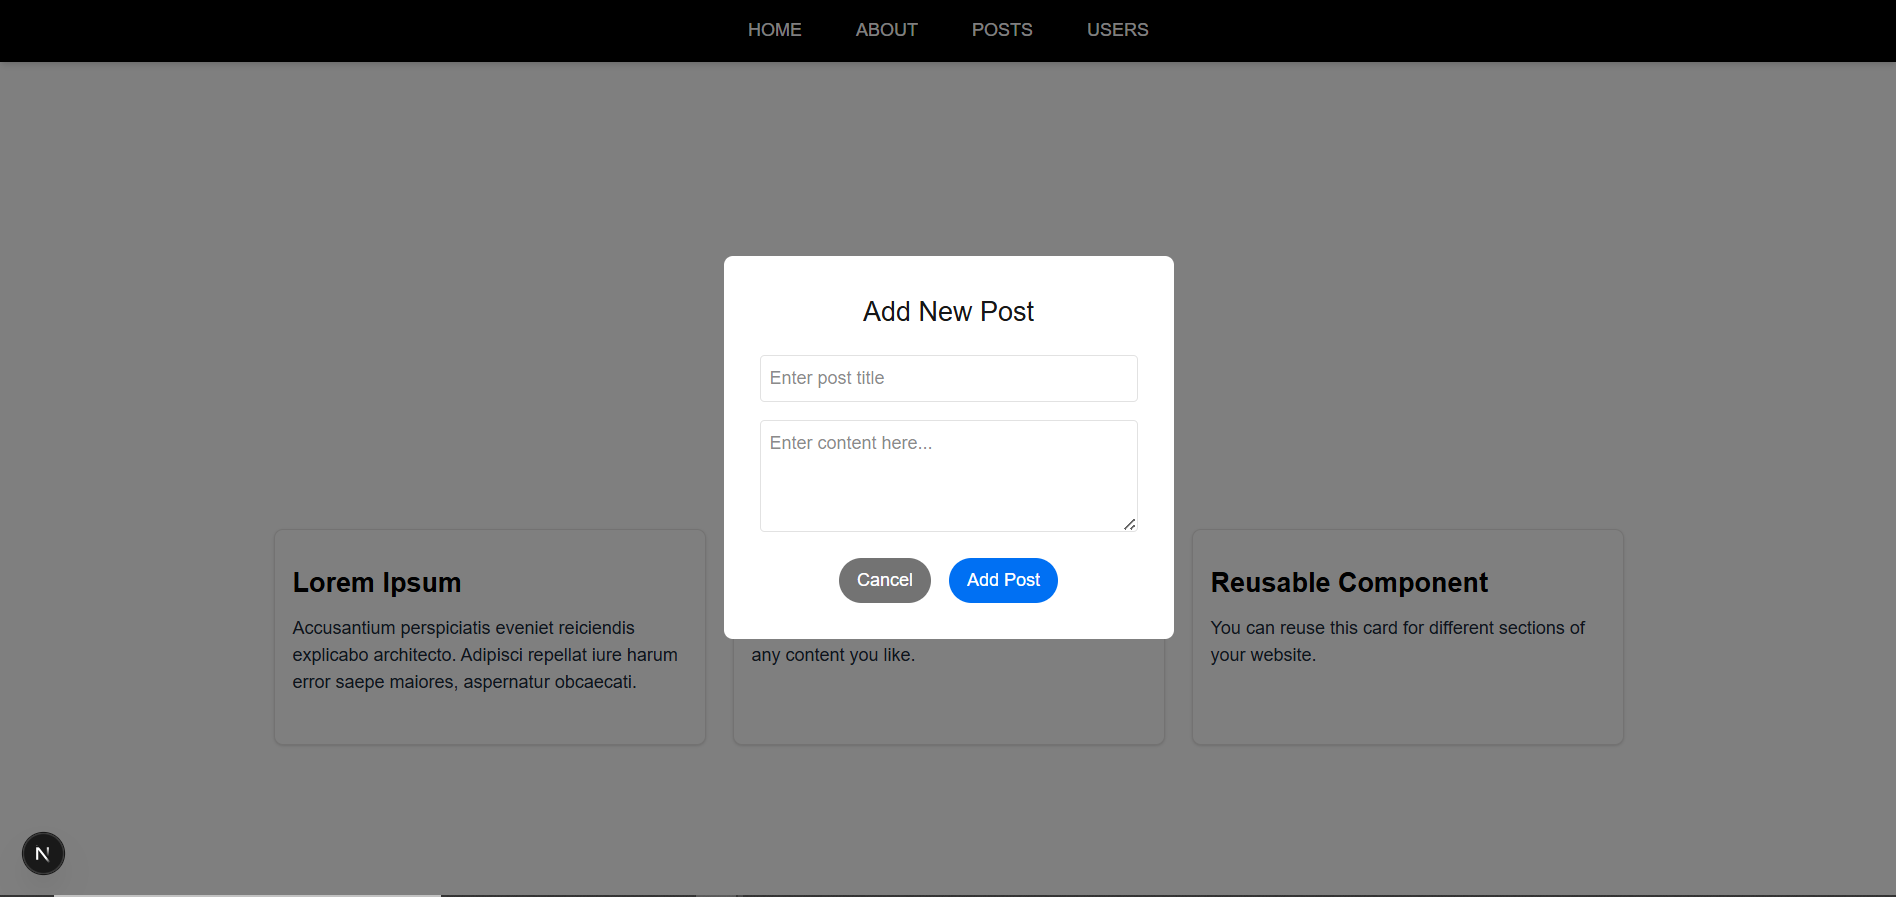 HOME ABOUT POSTS USERS
Add New Post
Enter post title
Enter content here...
Cancel Add Post
Lorem Ipsum
Accusantium perspiciatis eveniet reiciendis
explicabo architecto. Adipisci repellat iure harum
error saepe maiores, aspernatur obcaecati.
any content you like.
Reusable Component
You can reuse this card for different sections of
your website.
N